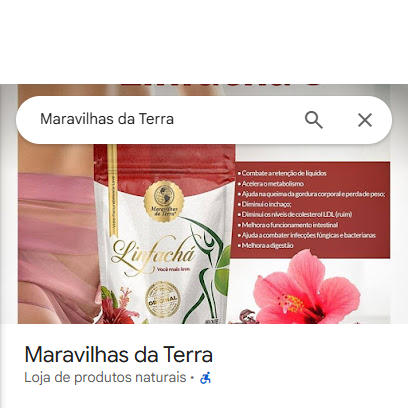 Maravilhas da Terra
• Combate a retenção de líquidos
• Acelera o metabolismo
• Ajuda na queima da gordura corporal e perda de peso;
• Diminui o inchaço;
• Diminui os níveis de colesterol LDL (ruim)
• Melhora o funcionamento intestinal
• Ajuda a combater infecções fúngicas e bacterianas
• Melhora a digestão
Maravilhas
da Terra
Linfachá
Você mais leve.
ORIGINAL
Maravilhas da Terra
Loja de produtos naturais •